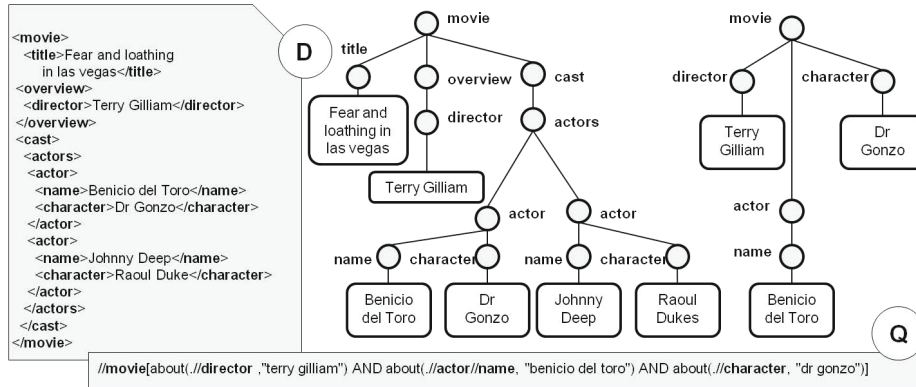 <movie>
<title>Fear and loathing
in las vegas</title>
<overview>
<director>Terry Gilliam</director>
</overview>
<cast>
<actors>
<actor>
<name>Benicio del Toro</name>
<character>Dr Gonzo</character>
</actor>
<actor>
<name>Johnny Deep</name>
<character>Raoul Duke</character>
</actor>
</actors>
</cast>
</movie>
D
movie
title
overview
cast
Fear and
loathing in
las vegas
director
actors
Terry Gilliam
actor
actor
name
character
name
character
Benicio
del Toro
Dr
Gonzo
Johnny
Deep
Raoul
Dukes
movie
director
character
Terry
Gilliam
Dr
Gonzo
actor
name
Benicio
del Toro
Q
//movie[about(.//director ,"terry gilliam") AND about(.//actor//name, "benicio del toro") AND about(.//character, "dr gonzo")]